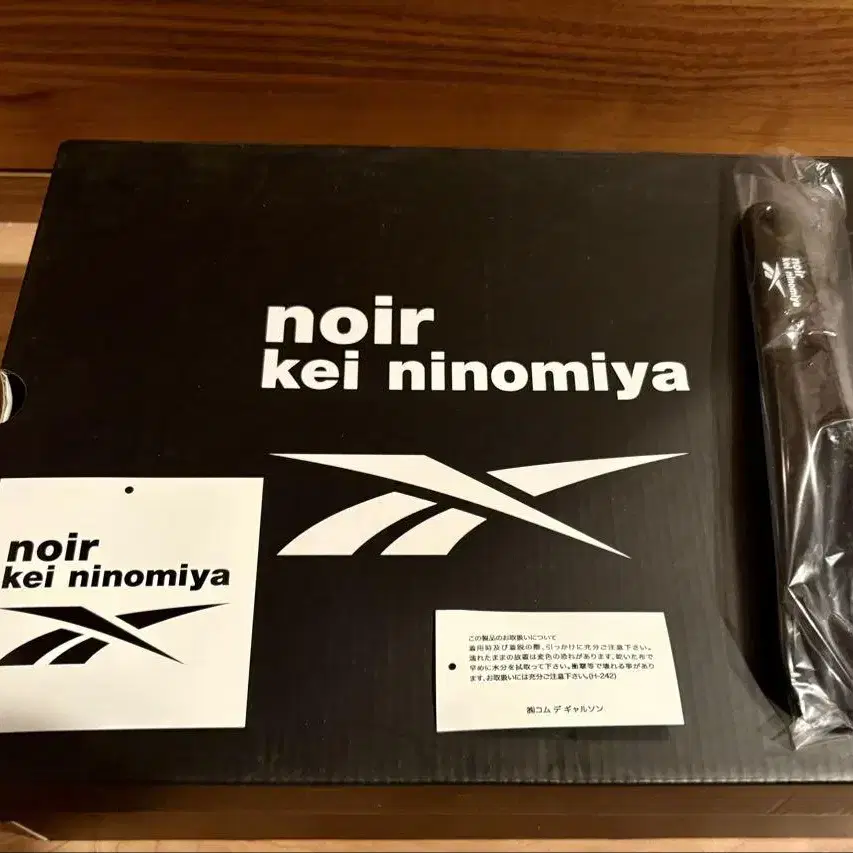 noir
kei ninomiya
noir
kei ninomiya
noir
kei ninomiya
この製品のお取扱いについて
着用時及び着脱の際、引っかけに充分ご注意下さい。
濡れたままの放置は変色の恐れがあります。乾いた布で
早めに水分を拭取って下さい。衝撃等で壊れる事があり
ます。お取扱いには充分ご注意下さい。(H-242)
㈱コム デ ギャルソン